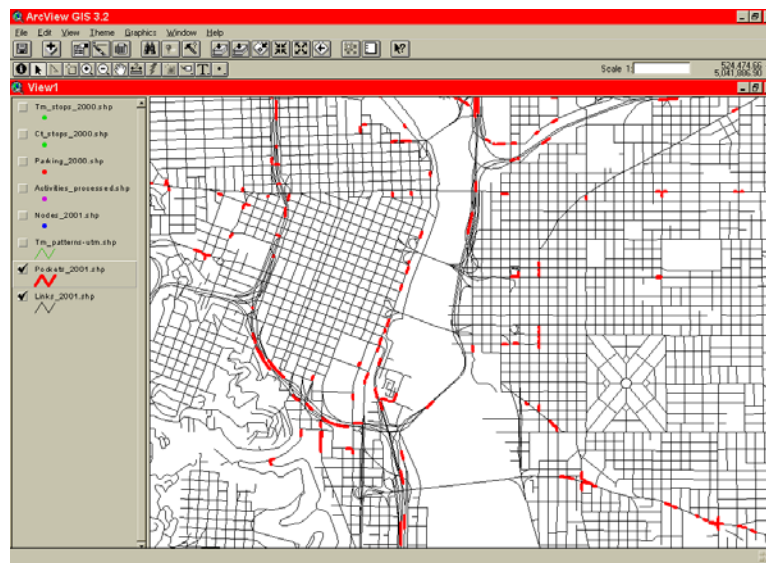 ArcView GIS 3.2
File Edit View Theme Graphics Window Help
Scale 1:
524,474.66
5,041,886.90
View1
Tm_stops_2000.shp
Ct_stops_2000.shp
Parking_2000.shp
Activities_processed.shp
Nodes_2001.shp
Tm_patterns-utm.shp
Pockets_2001.shp
Links_2001.shp